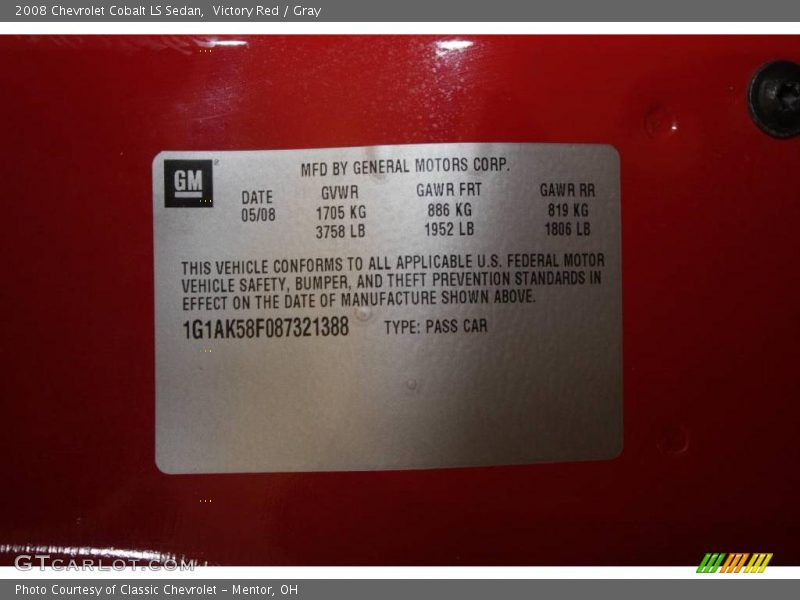 2008 Chevrolet Cobalt LS Sedan, Victory Red / Gray
GM
MFD BY GENERAL MOTORS CORP.
DATE GVWR GAWR FRT GAWR RR
05/08 1705 KG 886 KG 819 KG
3758 LB 1952 LB 1806 LB
THIS VEHICLE CONFORMS TO ALL APPLICABLE U.S. FEDERAL MOTOR
VEHICLE SAFETY, BUMPER, AND THEFT PREVENTION STANDARDS IN
EFFECT ON THE DATE OF MANUFACTURE SHOWN ABOVE.
1G1AK58F087321388 TYPE: PASS CAR
GTCARLOT.COM
Photo Courtesy of Classic Chevrolet - Mentor, OH